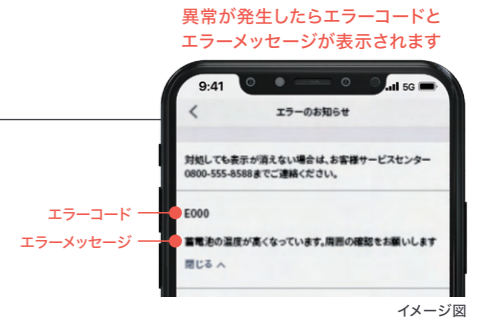 異常が発生したらエラーコードと
エラーメッセージが表示されます
9:41
5G
エラーのお知らせ
対処しても表示が消えない場合は、お客様サービスセンター
0800-555-8588までご連絡ください。
エラーコード
E000
エラーメッセージ
蓄電池の温度が高くなっています。周囲の確認をお願いします
閉じる
イメージ図